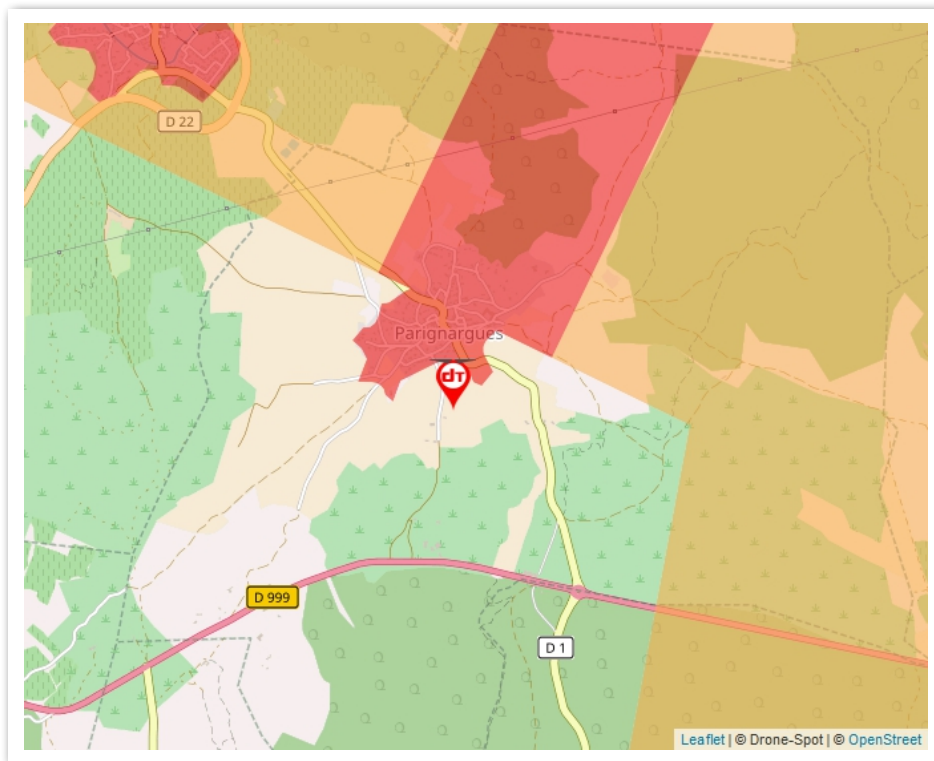 D 22
Parignargues
dT
D 999
D 1
Leaflet | © Drone-Spot | © OpenStreet